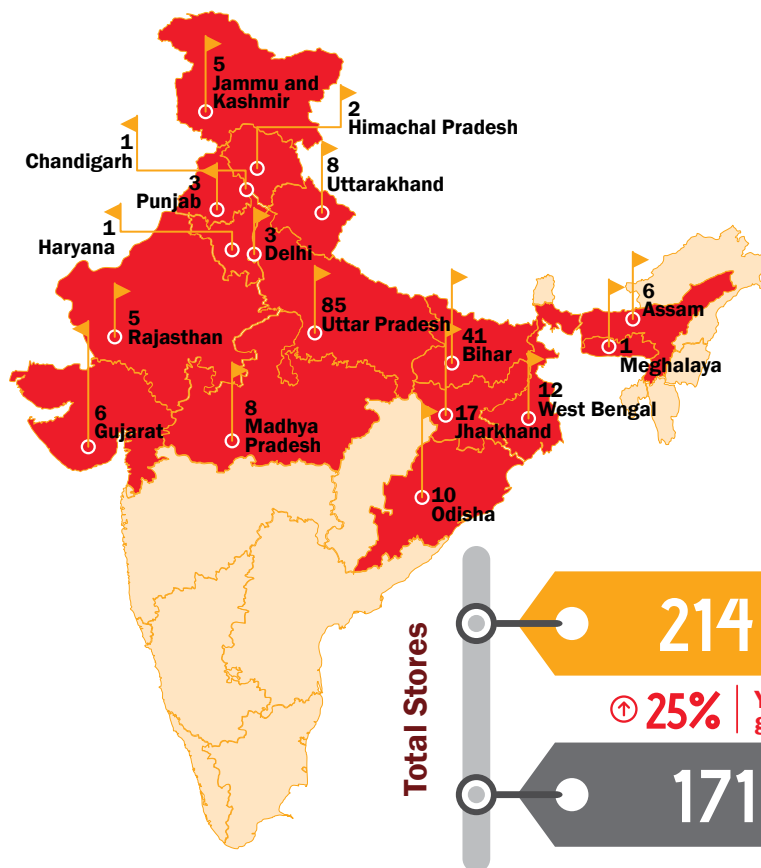 5
Jammu and
Kashmir
2
Himachal Pradesh
1
Chandigarh
8
Uttarakhand
3
Punjab
1
Haryana
3
Delhi
85
Uttar Pradesh
5
Rajasthan
6
Assam
41
Bihar
1
Meghalaya
12
West Bengal
6
Gujarat
8
Madhya
Pradesh
17
Jharkhand
10
Odisha
Total Stores
214
25%
171